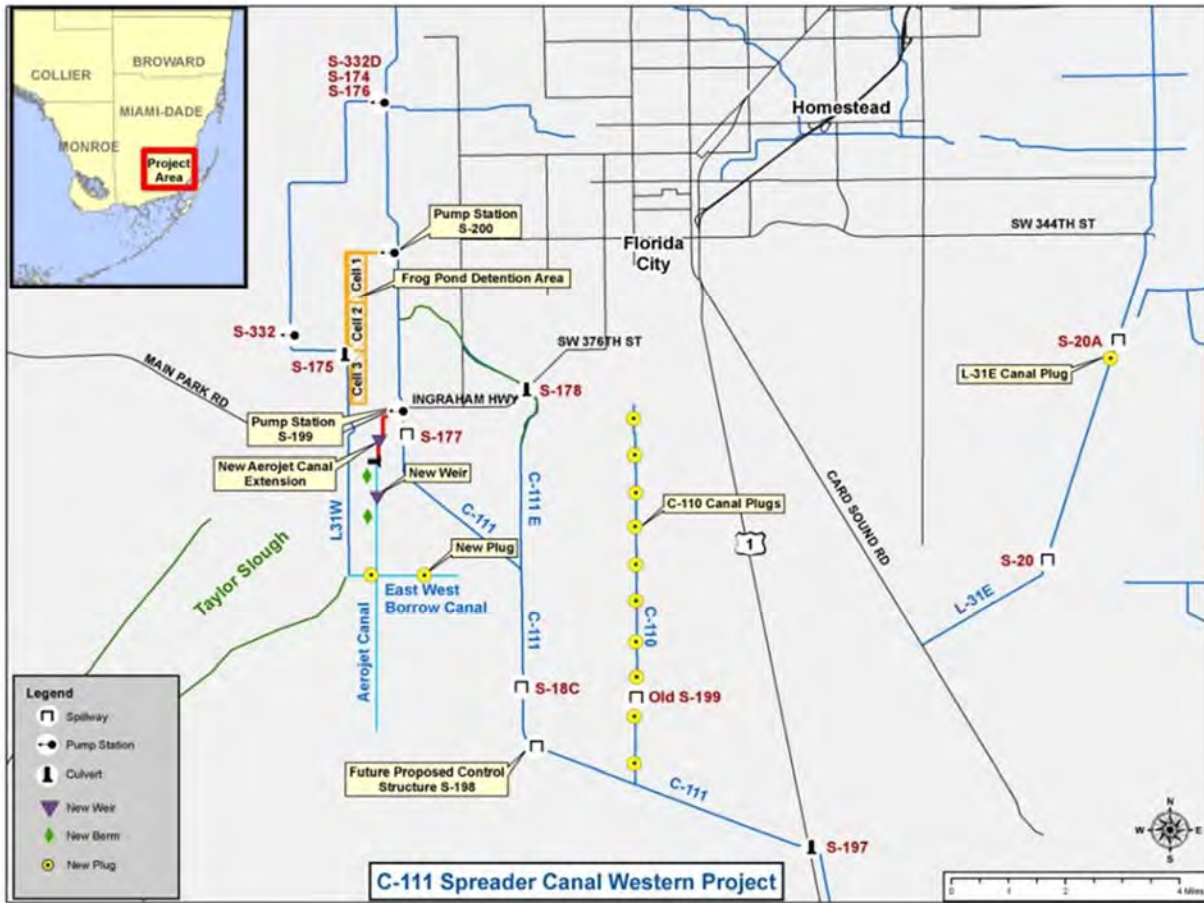 COLLIER
BROWARD
MIAMI-DADE
MONROE
Project
Area
S-332D
S-174
S-176
Homestead
Pump Station
S-200
SW 344TH ST
Florida
City
Cell 1
Frog Pond Detention Area
Cell 2
S-332
SW 376TH ST
S-20A
S-175
Cell 3
MAIN PARK RD
L-31E Canal Plug
S-178
INGRAHAM HWY
Pump Station
S-199
S-177
New Aerojet Canal
Extension
New Weir
C-111 E
C-110 Canal Plugs
CARD SOUND RD
L31W
C-111
1
New Plug
S-20
Taylor Slough
East West
Borrow Canal
L-31E
C-111
C-110
Aerojet Canal
S-18C
Old S-199
Future Proposed Control
Structure S-198
C-111
S-197
Legend
Spillway
Pump Station
Culvert
New Weir
New Berm
New Plug
N
W
E
S
C-111 Spreader Canal Western Project
0 1 2 4 Miles